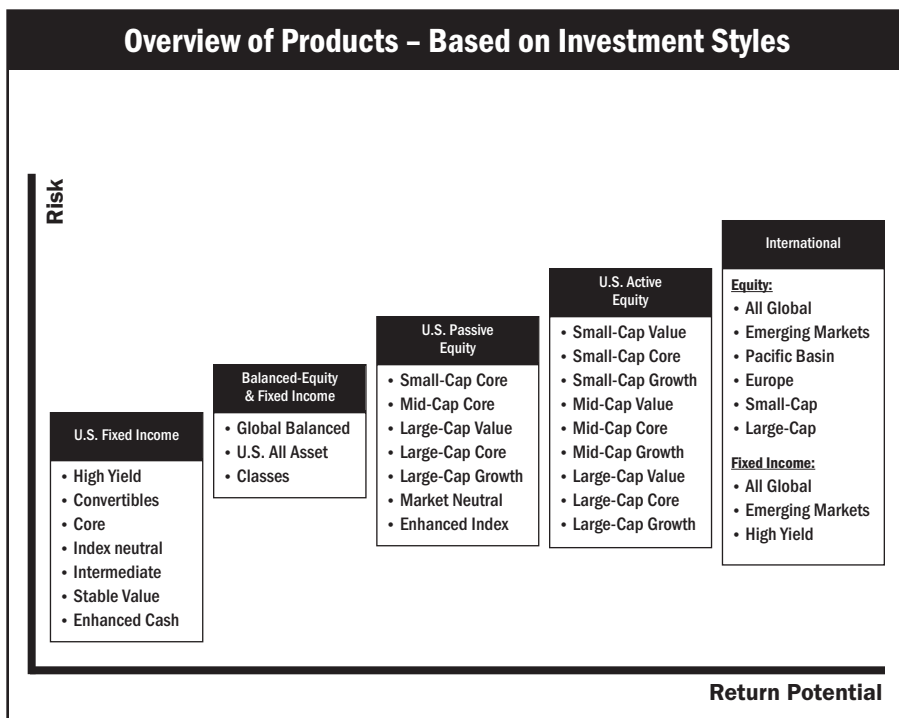 Overview of Products – Based on Investment Styles
Risk
U.S. Fixed Income
• High Yield
• Convertibles
• Core
• Index neutral
• Intermediate
• Stable Value
• Enhanced Cash
Balanced-Equity
& Fixed Income
• Global Balanced
• U.S. All Asset
• Classes
U.S. Passive
Equity
• Small-Cap Core
• Mid-Cap Core
• Large-Cap Value
• Large-Cap Core
• Large-Cap Growth
• Market Neutral
• Enhanced Index
U.S. Active
Equity
• Small-Cap Value
• Small-Cap Core
• Small-Cap Growth
• Mid-Cap Value
• Mid-Cap Core
• Mid-Cap Growth
• Large-Cap Value
• Large-Cap Core
• Large-Cap Growth
International
Equity:
• All Global
• Emerging Markets
• Pacific Basin
• Europe
• Small-Cap
• Large-Cap
Fixed Income:
• All Global
• Emerging Markets
• High Yield
Return Potential